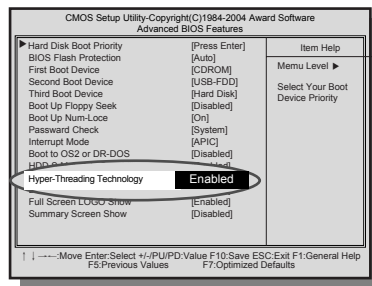 CMOS Setup Utility-Copyright(C)1984-2004 Award Software
Advanced BIOS Features
▶Hard Disk Boot Priority [Press Enter]
BIOS Flash Protection [Auto]
First Boot Device [CDROM]
Second Boot Device [USB-FDD]
Third Boot Device [Hard Disk]
Boot Up Floppy Seek [Disabled]
Boot Up Num-Loce [On]
Passward Check [System]
Interrupt Mode [APIC]
Boot to OS2 or DR-DOS [Disabled]
Hyper-Threading Technology Enabled
Full Screen LOGO Show [Enabled]
Summary Screen Show [Disabled]
Item Help
Menu Level ▶
Select Your Boot
Device Priority
↑↓→←:Move Enter:Select +/-/PU/PD:Value F10:Save ESC:Exit F1:General Help
F5:Previous Values F7:Optimized Defaults